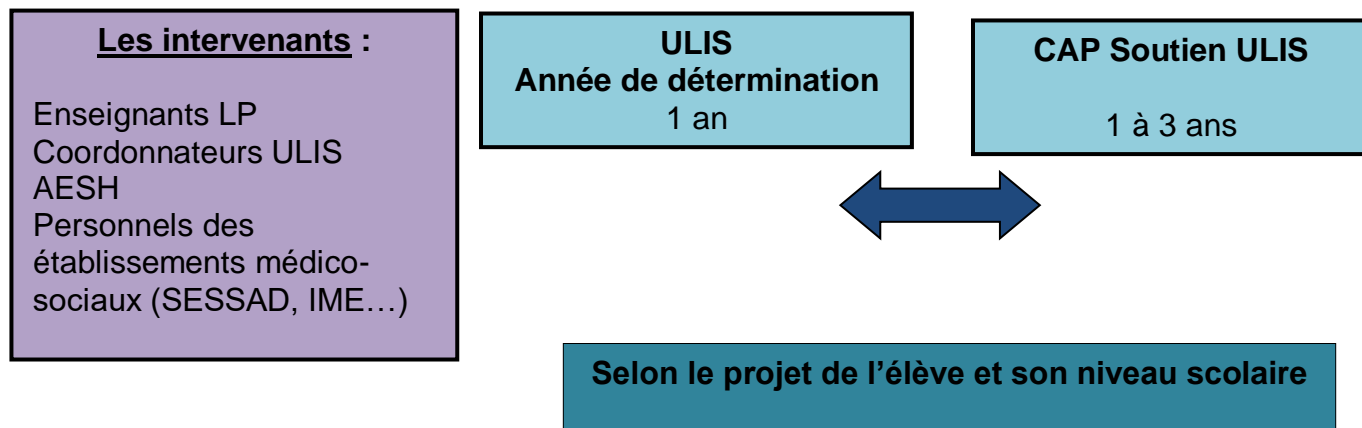 Les intervenants :
Enseignants LP
Coordonnateurs ULIS
AESH
Personnels des
établissements médico-
sociaux (SESSAD, IME…)
ULIS
Année de détermination
1 an
CAP Soutien ULIS
1 à 3 ans
Selon le projet de l’élève et son niveau scolaire